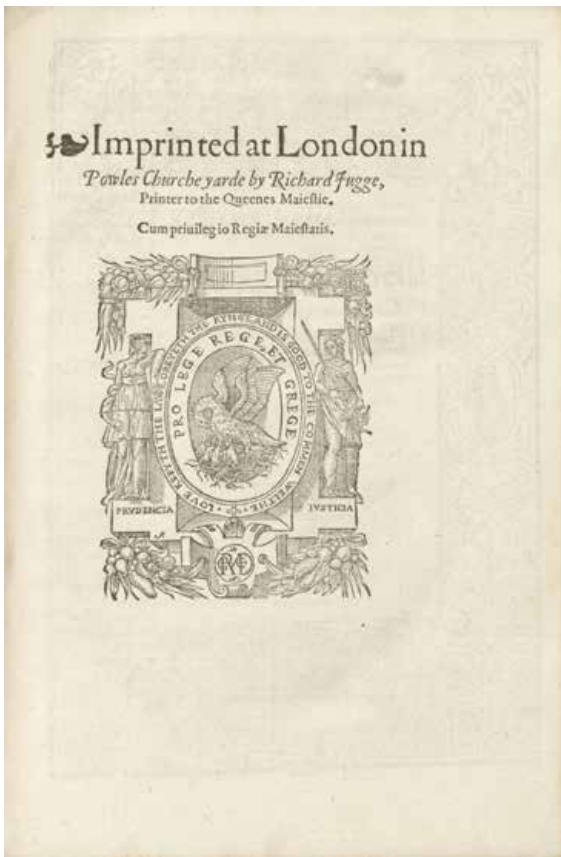 Imprinted at London in
Powles Churche yarde by Richard Jugge,
Printer to the Queenes Maiestie.
Cum priuilegio Regiæ Maiestatis.
LOVE KEPYTH THE LAWE OBEYETH THE KYNGE AND IS GOOD TO THE COMMEN WELTHE
PRO LEGE REGE, ET GREGE
PRVDENCIA
IVSTICIA